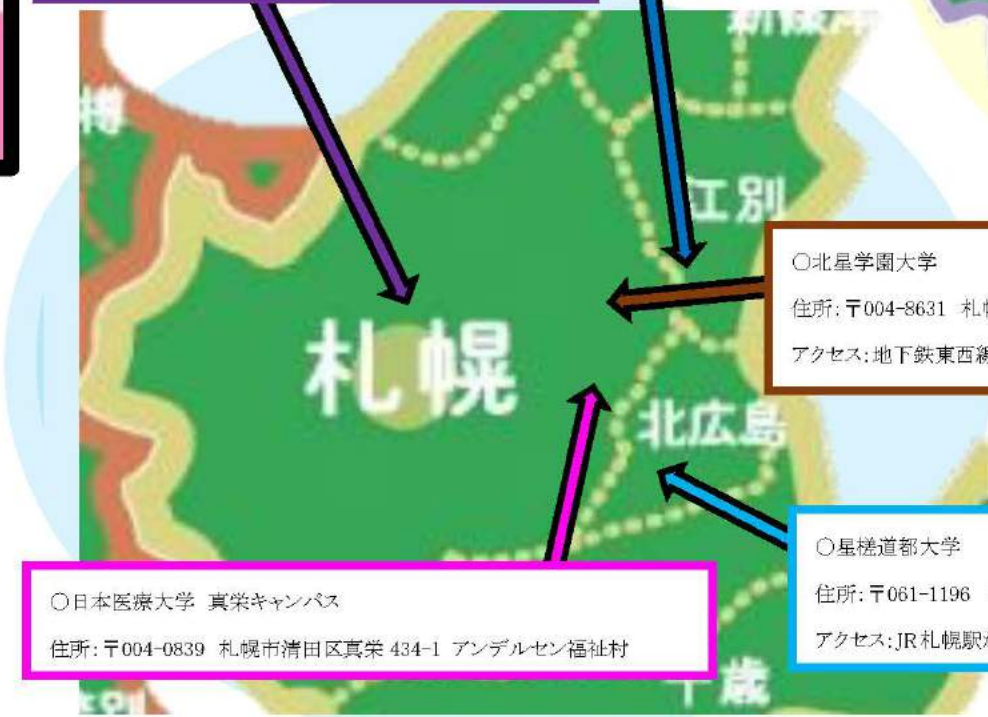 江別
○北星学園大学
住所:〒004-8631 札幌
アクセス:地下鉄東西線
札幌
北広島
○星槎道都大学
住所:〒061-1196
アクセス:JR札幌駅
○日本医療大学 真栄キャンパス
住所:〒004-0839 札幌市清田区真栄 434-1 アンデルセン福祉村
千歳